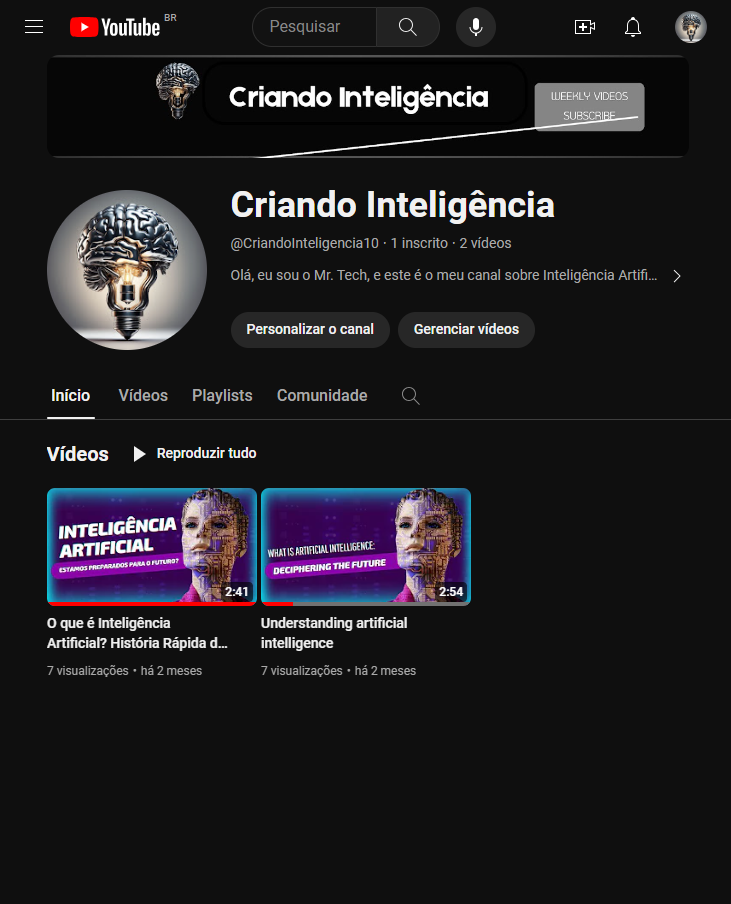 YouTube BR
Pesquisar
Criando Inteligência
WEEKLY VIDEOS
SUBSCRIBE
Criando Inteligência
@CriandoInteligencia10 · 1 inscrito · 2 vídeos
Olá, eu sou o Mr. Tech, e este é o meu canal sobre Inteligência Artifi...
Personalizar o canal Gerenciar vídeos
Início Vídeos Playlists Comunidade
Vídeos Reproduzir tudo
INTELIGÊNCIA
ARTIFICIAL
ESTAMOS PREPARADOS PARA O FUTURO?
2:41
WHAT IS ARTIFICIAL INTELLIGENCE:
DECIPHERING THE FUTURE
2:54
O que é Inteligência
Artificial? História Rápida d...
7 visualizações • há 2 meses
Understanding artificial
intelligence
7 visualizações • há 2 meses